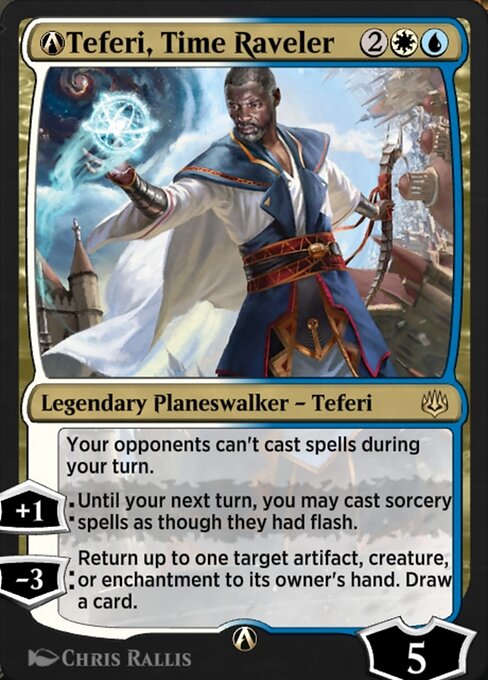 Teferi, Time Raveler 2
Legendary Planeswalker – Teferi
Your opponents can't cast spells during
your turn.
+1: Until your next turn, you may cast sorcery
spells as though they had flash.
−3: Return up to one target artifact, creature,
or enchantment to its owner's hand. Draw
a card.
Chris Rallis
5